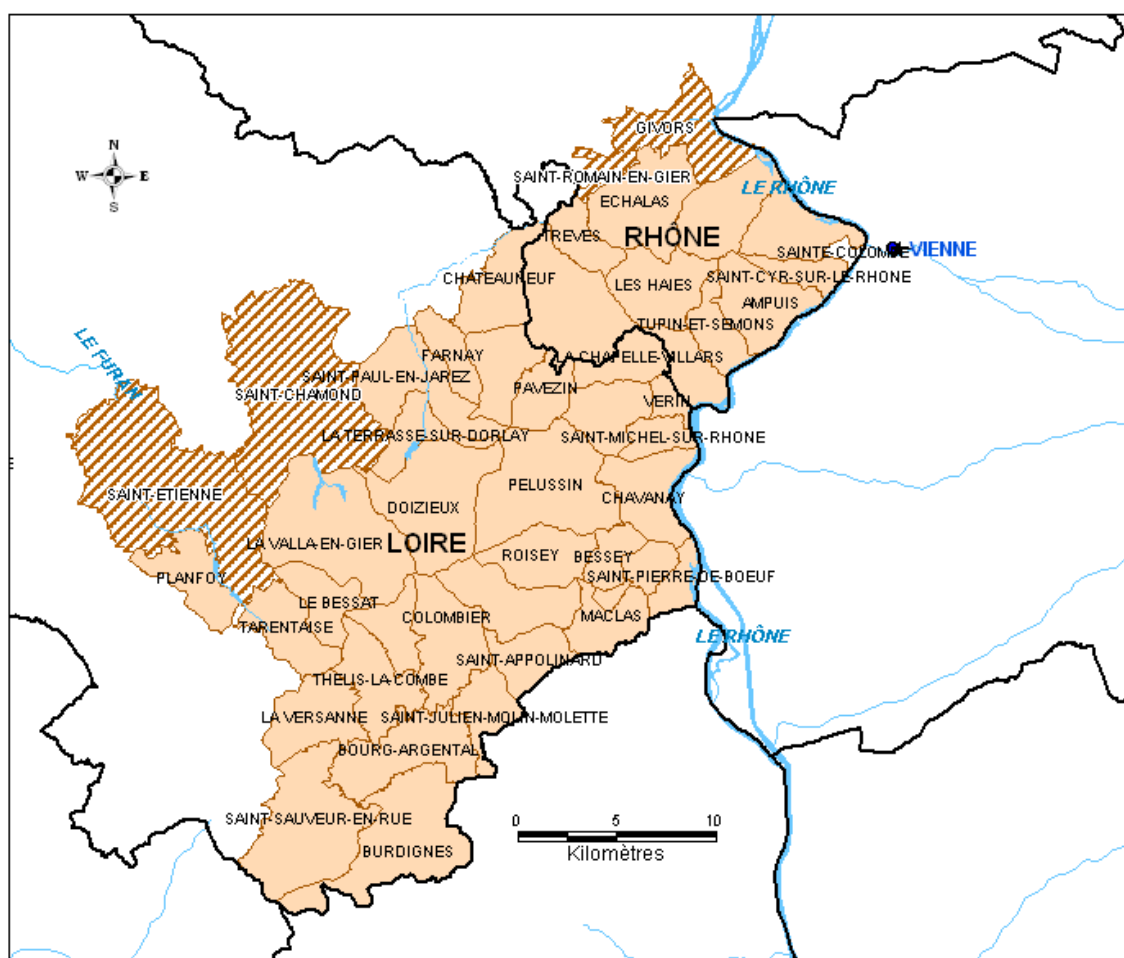 GIVORS
N
W E
S
SAINT-ROMAIN-EN-GIER
LE RHÔNE
ECHALAS
TREVES
RHÔNE
SAINTE-COLOMBE
VIENNE
CHATEAUNEUF
LES HAIES
SAINT-CYR-SUR-LE-RHONE
AMPUIS
TUPIN-ET-SEMONS
LE FURAN
FARNAY
LA CHAPELLE-VILLARS
SAINT-PAUL-EN-JAREZ
PAVEZIN
SAINT-CHAMOND
VERIN
LA TERRASSE-SUR-DORLAY
SAINT-MICHEL-SUR-RHONE
SAINT-ETIENNE
PELUSSIN
CHAVANAY
DOIZIEUX
LA VALLA-EN-GIER
LOIRE
ROISEY
BESSEY
PLANFOY
SAINT-PIERRE-DE-BOEUF
LE BESSAT
COLOMBIER
MACLAS
TARENTAISE
LE RHÔNE
SAINT-APPOLINARD
THELIS-LA-COMBE
LA VERSANNE
SAINT-JULIEN-MOLIN-MOLETTE
BOURG-ARGENTAL
SAINT-SAUVEUR-EN-RUE
0 5 10
Kilomètres
BURDIGNES